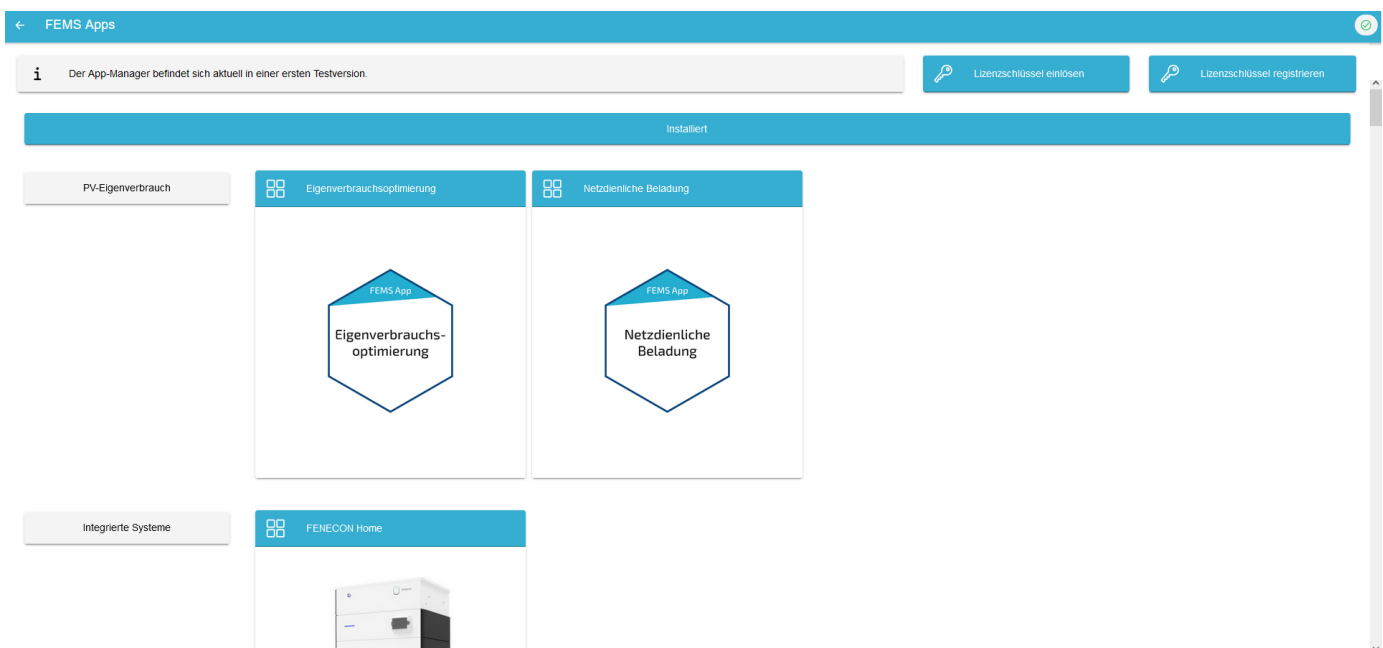 FEMS Apps
i Der App-Manager befindet sich aktuell in einer ersten Testversion.
Lizenzschlüssel einlösen
Lizenzschlüssel registrieren
Installiert
PV-Eigenverbrauch
Eigenverbrauchsoptimierung
Netzdienliche Beladung
FEMS App
Eigenverbrauchs-
optimierung
FEMS App
Netzdienliche
Beladung
Integrierte Systeme
FENECON Home